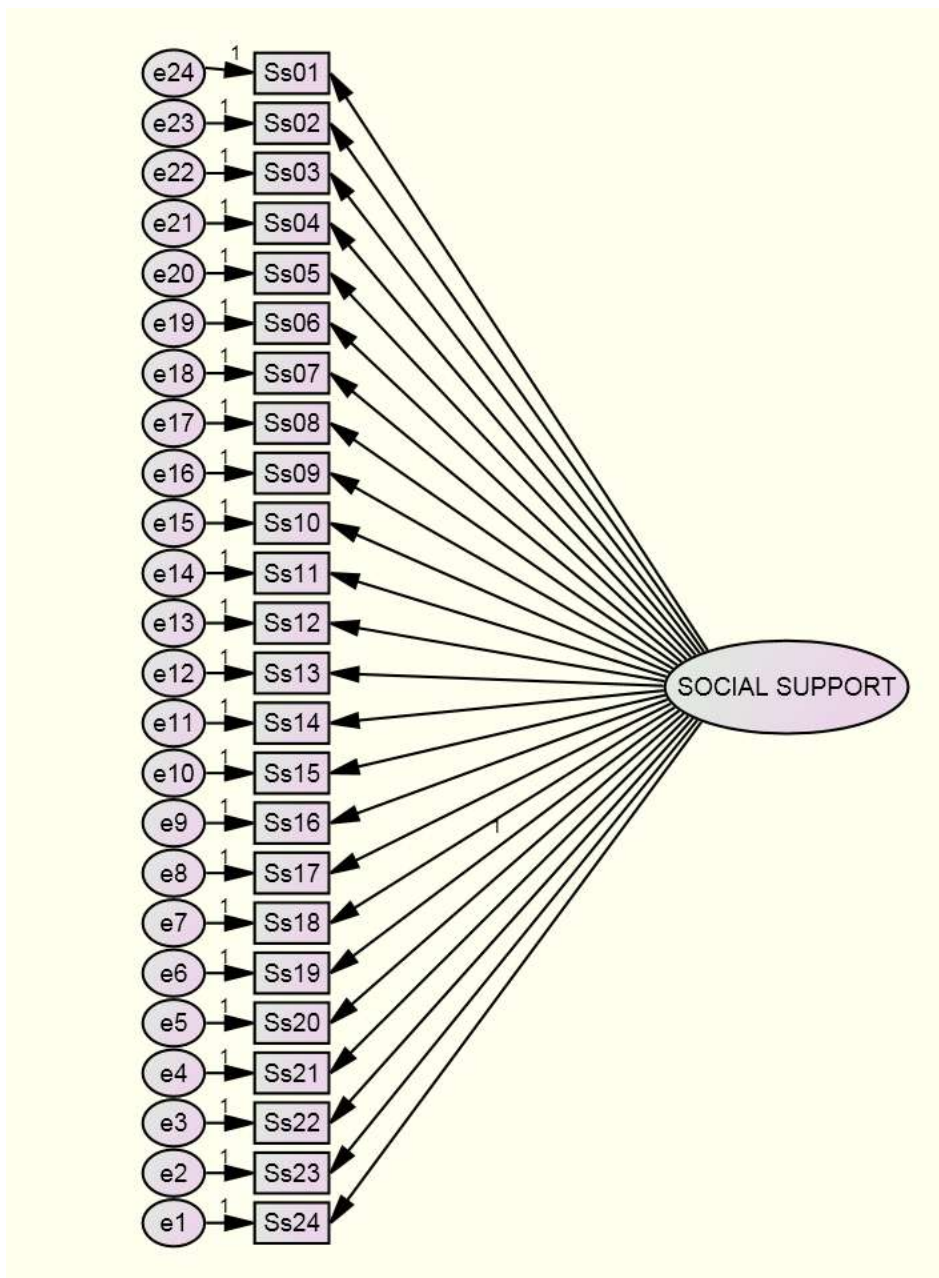 1
e24 Ss01
1
e23 Ss02
1
e22 Ss03
1
e21 Ss04
1
e20 Ss05
1
e19 Ss06
1
e18 Ss07
1
e17 Ss08
1
e16 Ss09
1
e15 Ss10
1
e14 Ss11
1
e13 Ss12
1
e12 Ss13
SOCIAL SUPPORT
1
e11 Ss14
1
e10 Ss15
1
e9 Ss16
1
1
e8 Ss17
1
e7 Ss18
1
e6 Ss19
1
e5 Ss20
1
e4 Ss21
1
e3 Ss22
1
e2 Ss23
1
e1 Ss24